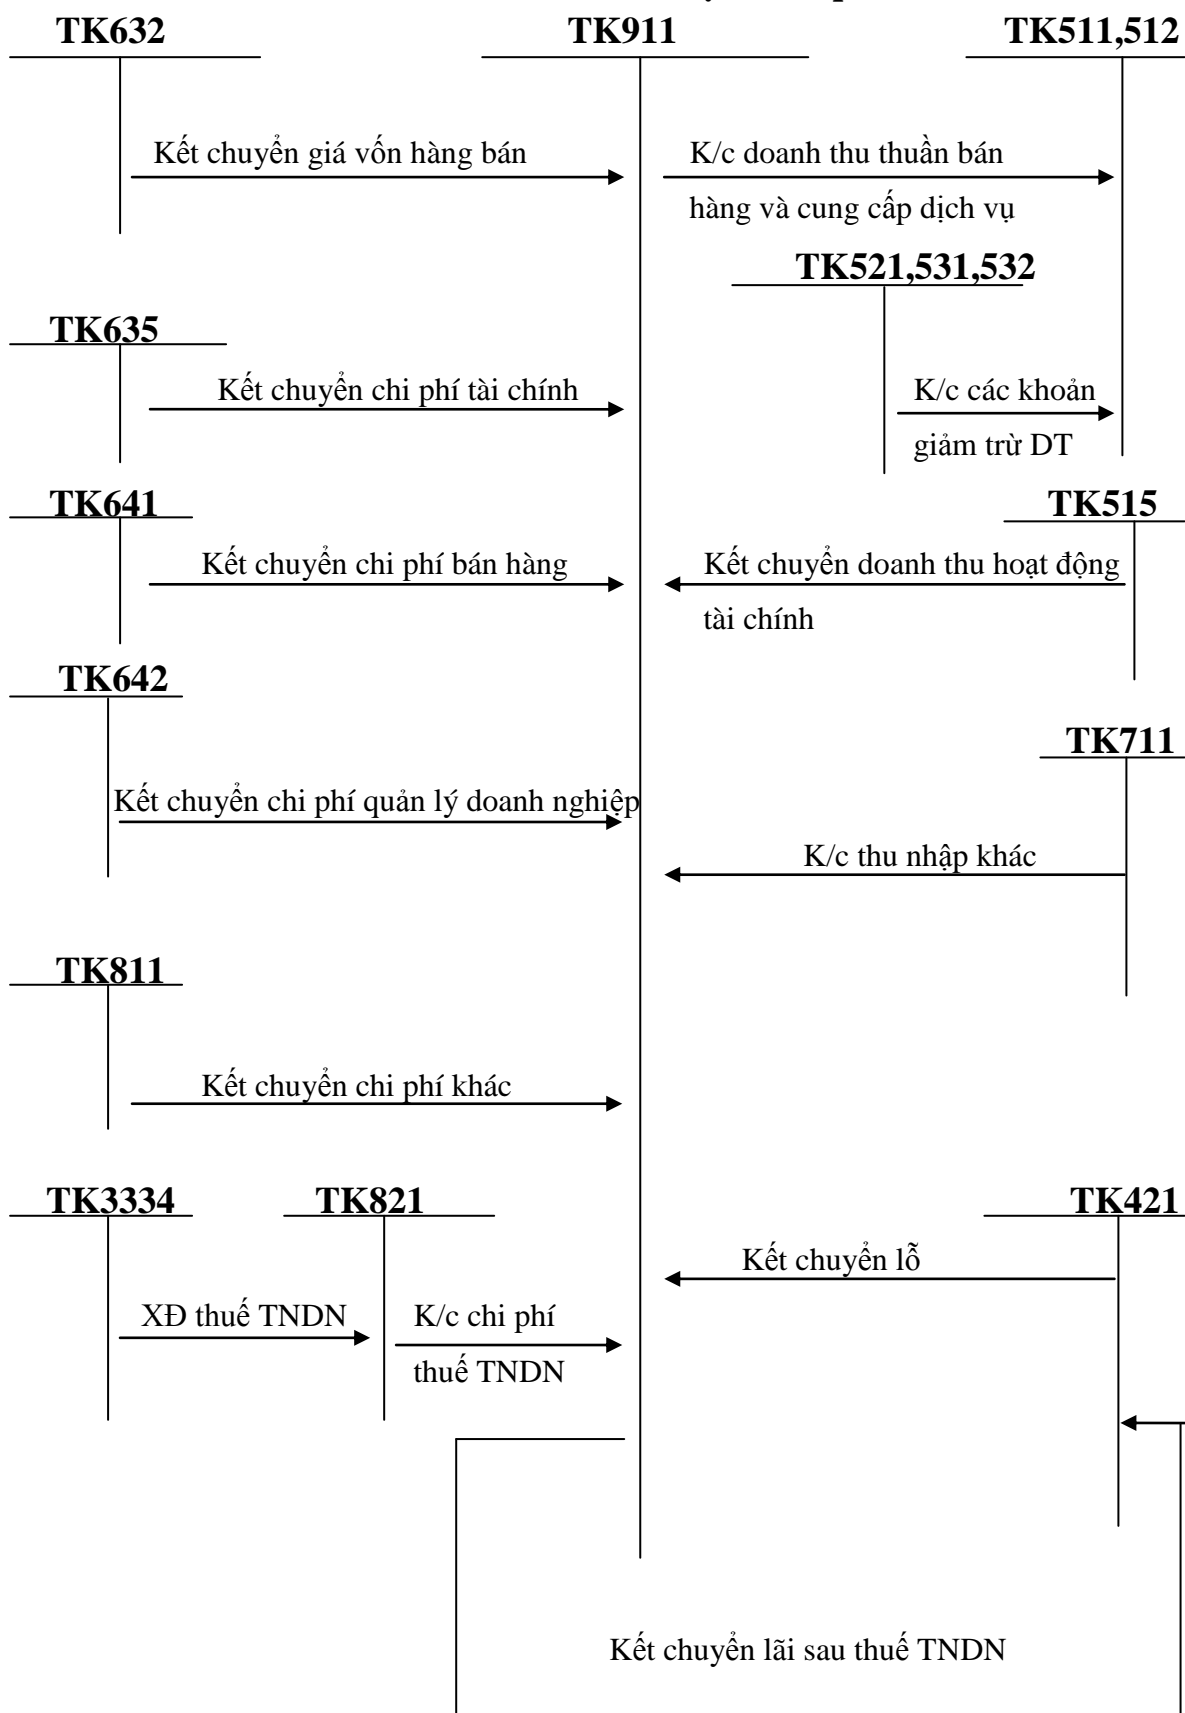 TK632
TK911
TK511,512
Kết chuyển giá vốn hàng bán
K/c doanh thu thuần bán
hàng và cung cấp dịch vụ
TK521,531,532
TK635
Kết chuyển chi phí tài chính
K/c các khoản
giảm trừ DT
TK641
TK515
Kết chuyển chi phí bán hàng
Kết chuyển doanh thu hoạt động
tài chính
TK642
TK711
Kết chuyển chi phí quản lý doanh nghiệp
K/c thu nhập khác
TK811
Kết chuyển chi phí khác
TK3334
TK821
TK421
Kết chuyển lỗ
XĐ thuế TNDN
K/c chi phí
thuế TNDN
Kết chuyển lãi sau thuế TNDN